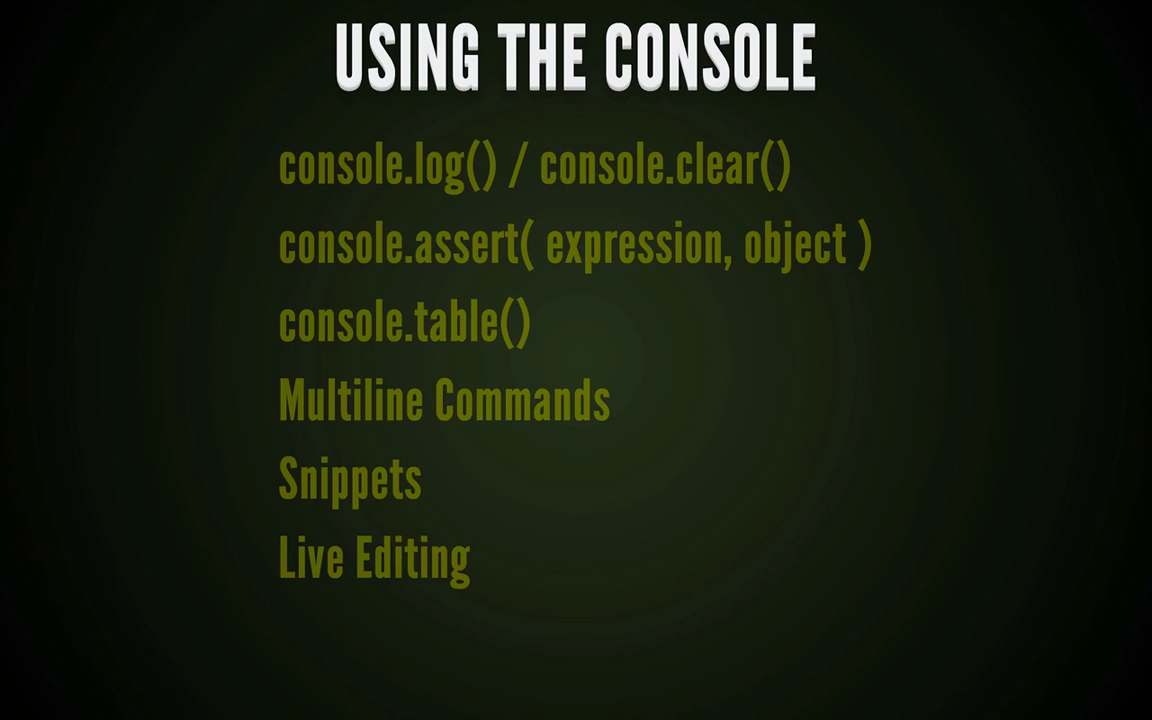 USING THE CONSOLE
console.log() / console.clear()
console.assert( expression, object )
console.table()
Multiline Commands
Snippets
Live Editing